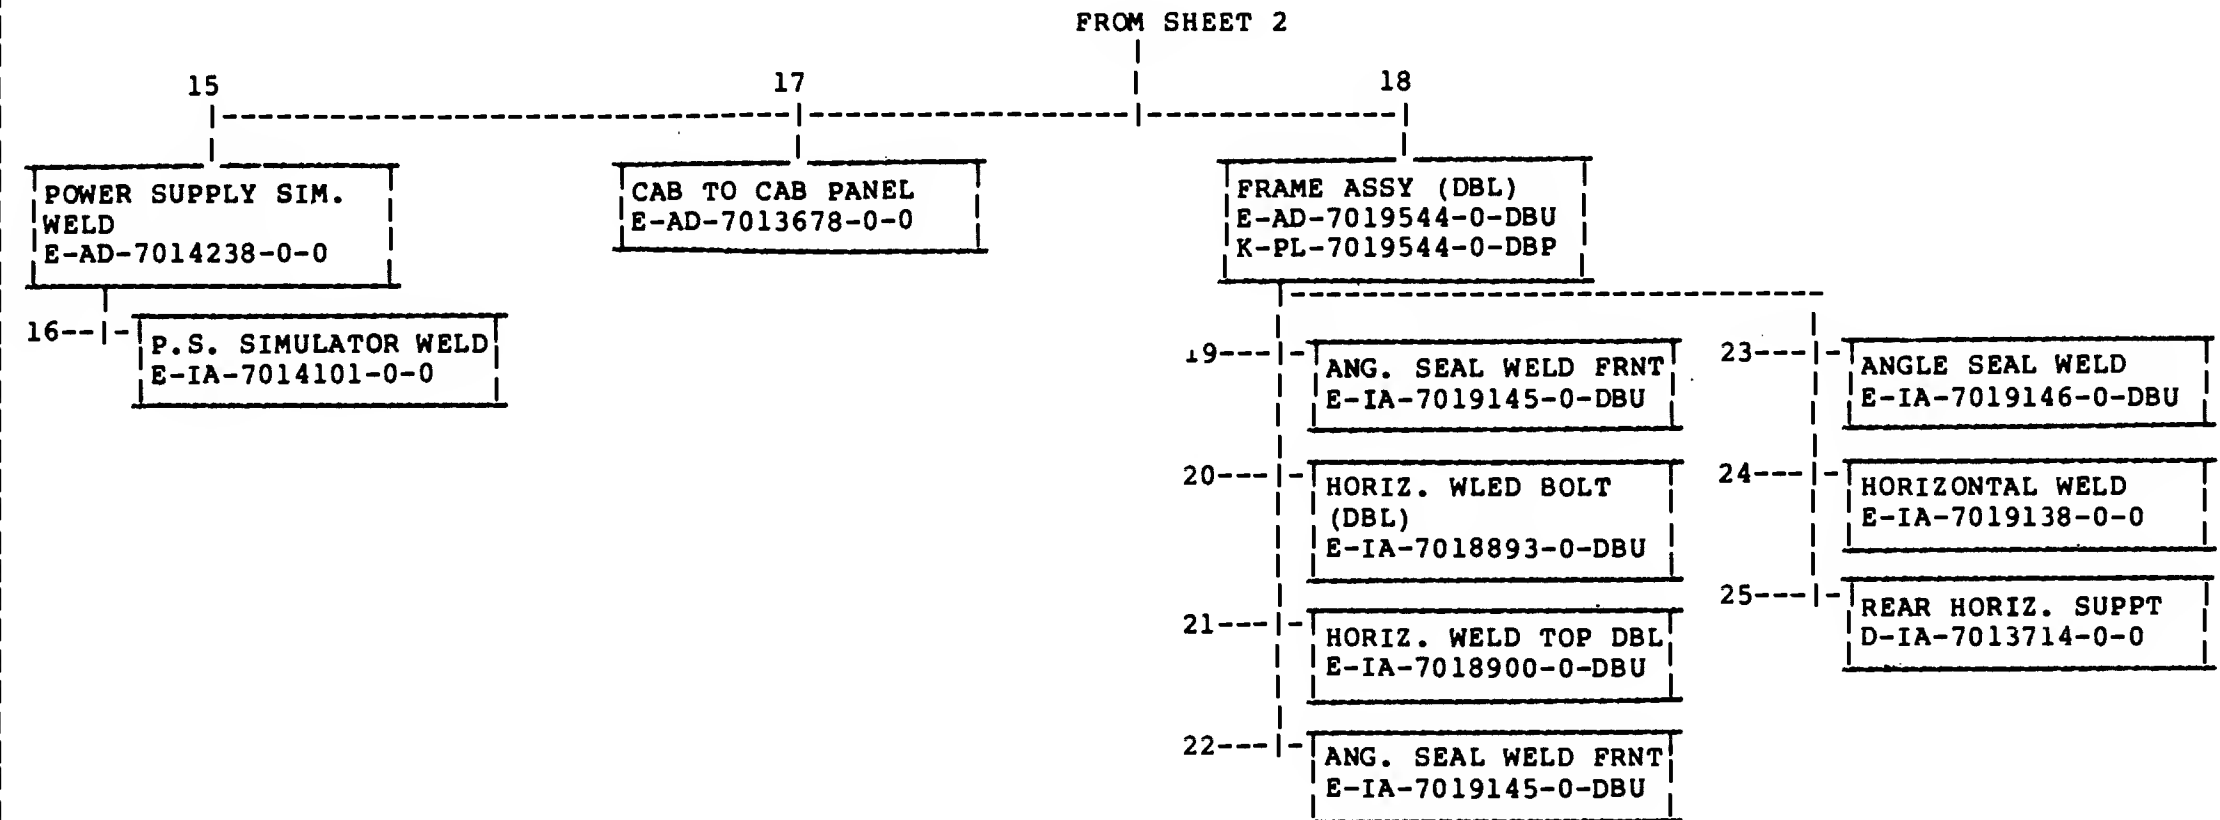 FROM SHEET 2
15
17
18
POWER SUPPLY SIM.
WELD
E-AD-7014238-0-0
CAB TO CAB PANEL
E-AD-7013678-0-0
FRAME ASSY (DBL)
E-AD-7019544-0-DBU
K-PL-7019544-0-DBP
16
P.S. SIMULATOR WELD
E-IA-7014101-0-0
19
ANG. SEAL WELD FRNT
E-IA-7019145-0-DBU
20
HORIZ. WLED BOLT
(DBL)
E-IA-7018893-0-DBU
21
HORIZ. WELD TOP DBL
E-IA-7018900-0-DBU
22
ANG. SEAL WELD FRNT
E-IA-7019145-0-DBU
23
ANGLE SEAL WELD
E-IA-7019146-0-DBU
24
HORIZONTAL WELD
E-IA-7019138-0-0
25
REAR HORIZ. SUPPT
D-IA-7013714-0-0